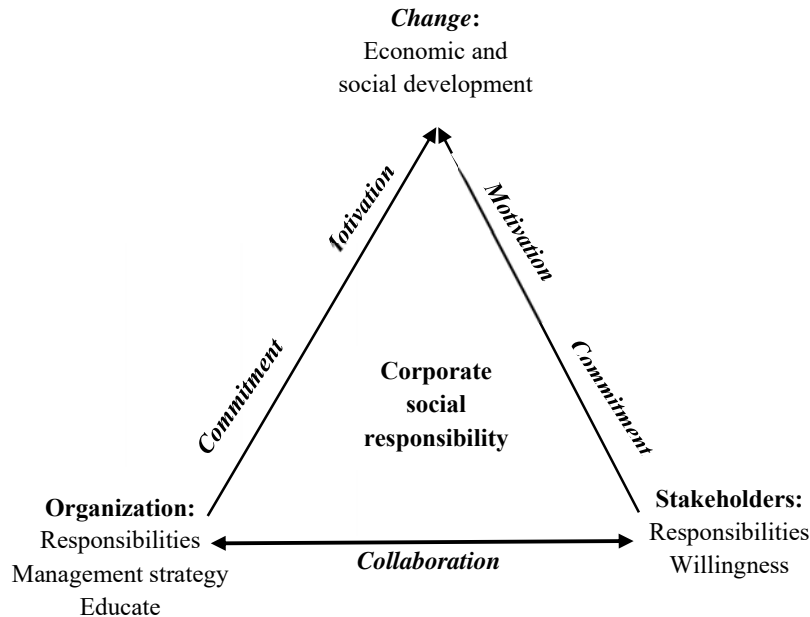 Change:
Economic and
social development
Motivation
Motivation
Commitment
Commitment
Corporate
social
responsibility
Organization:
Responsibilities
Management strategy
Educate
Collaboration
Stakeholders:
Responsibilities
Willingness